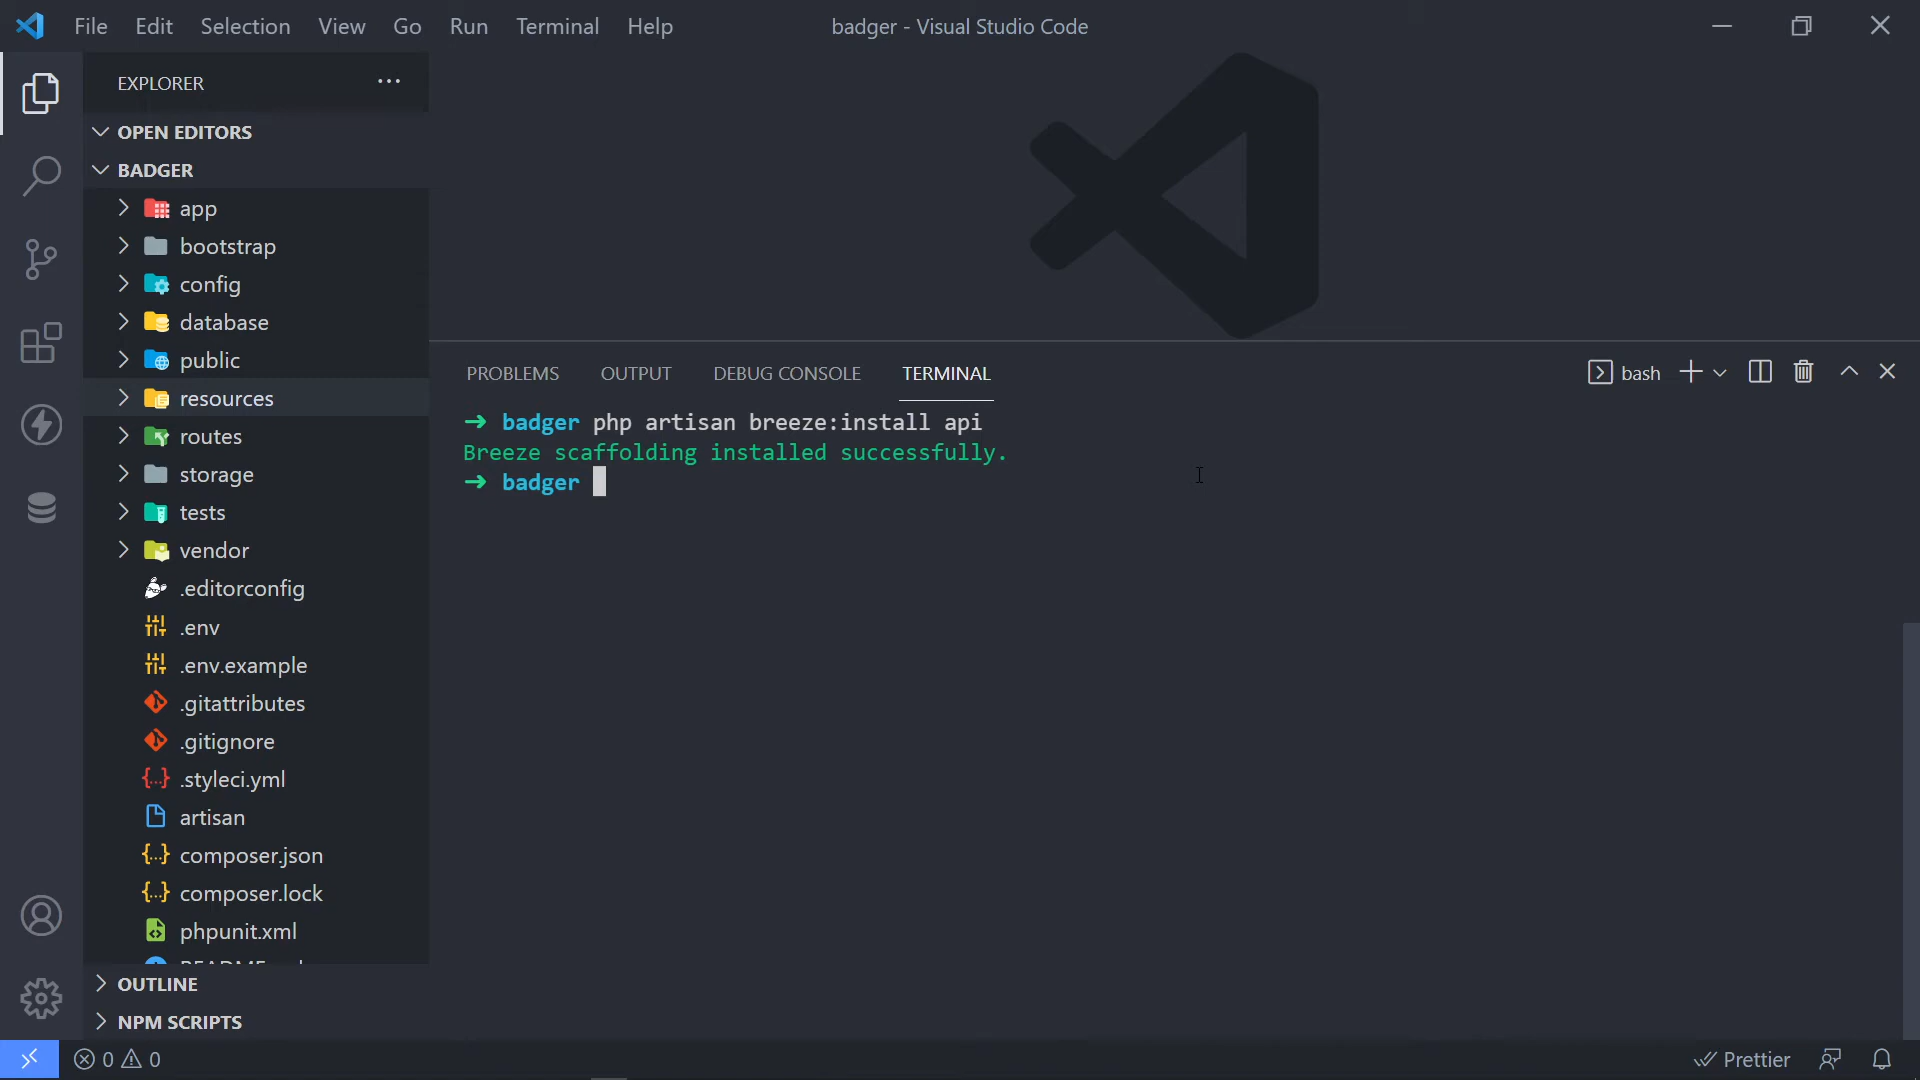 File Edit Selection View Go Run Terminal Help
badger - Visual Studio Code
EXPLORER
OPEN EDITORS
BADGER
app
bootstrap
config
database
public
resources
routes
storage
tests
vendor
.editorconfig
.env
.env.example
.gitattributes
.gitignore
.styleci.yml
artisan
composer.json
composer.lock
phpunit.xml
OUTLINE
NPM SCRIPTS
PROBLEMS OUTPUT DEBUG CONSOLE TERMINAL
bash
➜ badger php artisan breeze:install api
Breeze scaffolding installed successfully.
➜ badger
0 0
Prettier